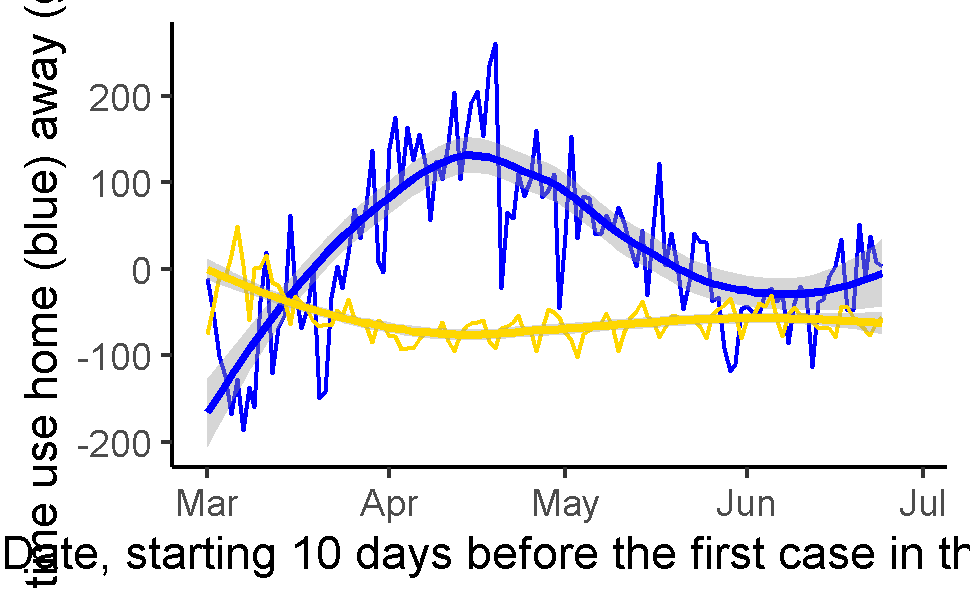 time use home (blue) away (
200
100
0
-100
-200
Mar Apr May Jun Jul
Date, starting 10 days before the first case in th